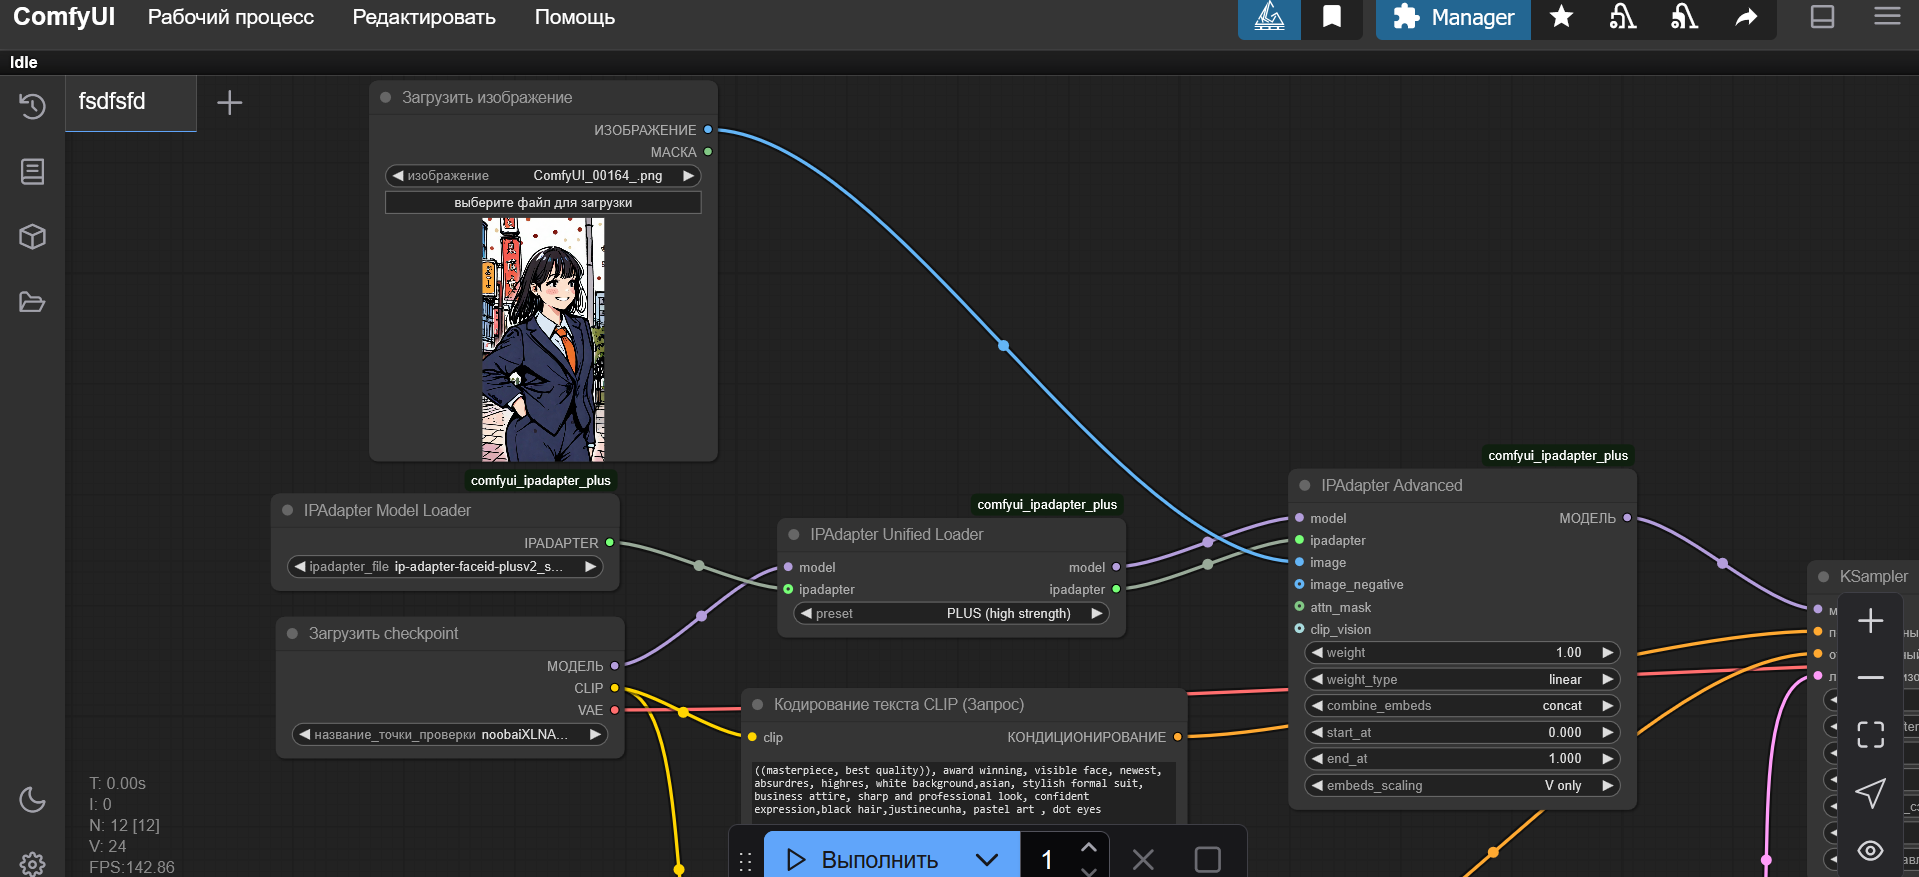 ComfyUI Рабочий процесс Редактировать Помощь Manager
Idle
fsdfsfd
Загрузить изображение
ИЗОБРАЖЕНИЕ
МАСКА
изображение ComfyUI_00164_.png
выберите файл для загрузки
comfyui_ipadapter_plus
IPAdapter Model Loader
IPADAPTER
ipadapter_file ip-adapter-faceid-plusv2_s...
Загрузить checkpoint
МОДЕЛЬ
CLIP
VAE
название_точки_проверки noobaiXLNA...
comfyui_ipadapter_plus
IPAdapter Unified Loader
model model
ipadapter ipadapter
preset PLUS (high strength)
Кодирование текста CLIP (Запрос)
clip КОНДИЦИОНИРОВАНИЕ
((masterpiece, best quality)), award winning, visible face, newest,
absurdres, highres, white background,asian, stylish formal suit,
business attire, sharp and professional look, confident
expression,black hair,justinecunha, pastel art , dot eyes
comfyui_ipadapter_plus
IPAdapter Advanced
model МОДЕЛЬ
ipadapter
image
image_negative
attn_mask
clip_vision
weight 1.00
weight_type linear
combine_embeds concat
start_at 0.000
end_at 1.000
embeds_scaling V only
KSampler
T: 0.00s
I: 0
N: 12 [12]
V: 24
FPS:142.86
Выполнить 1